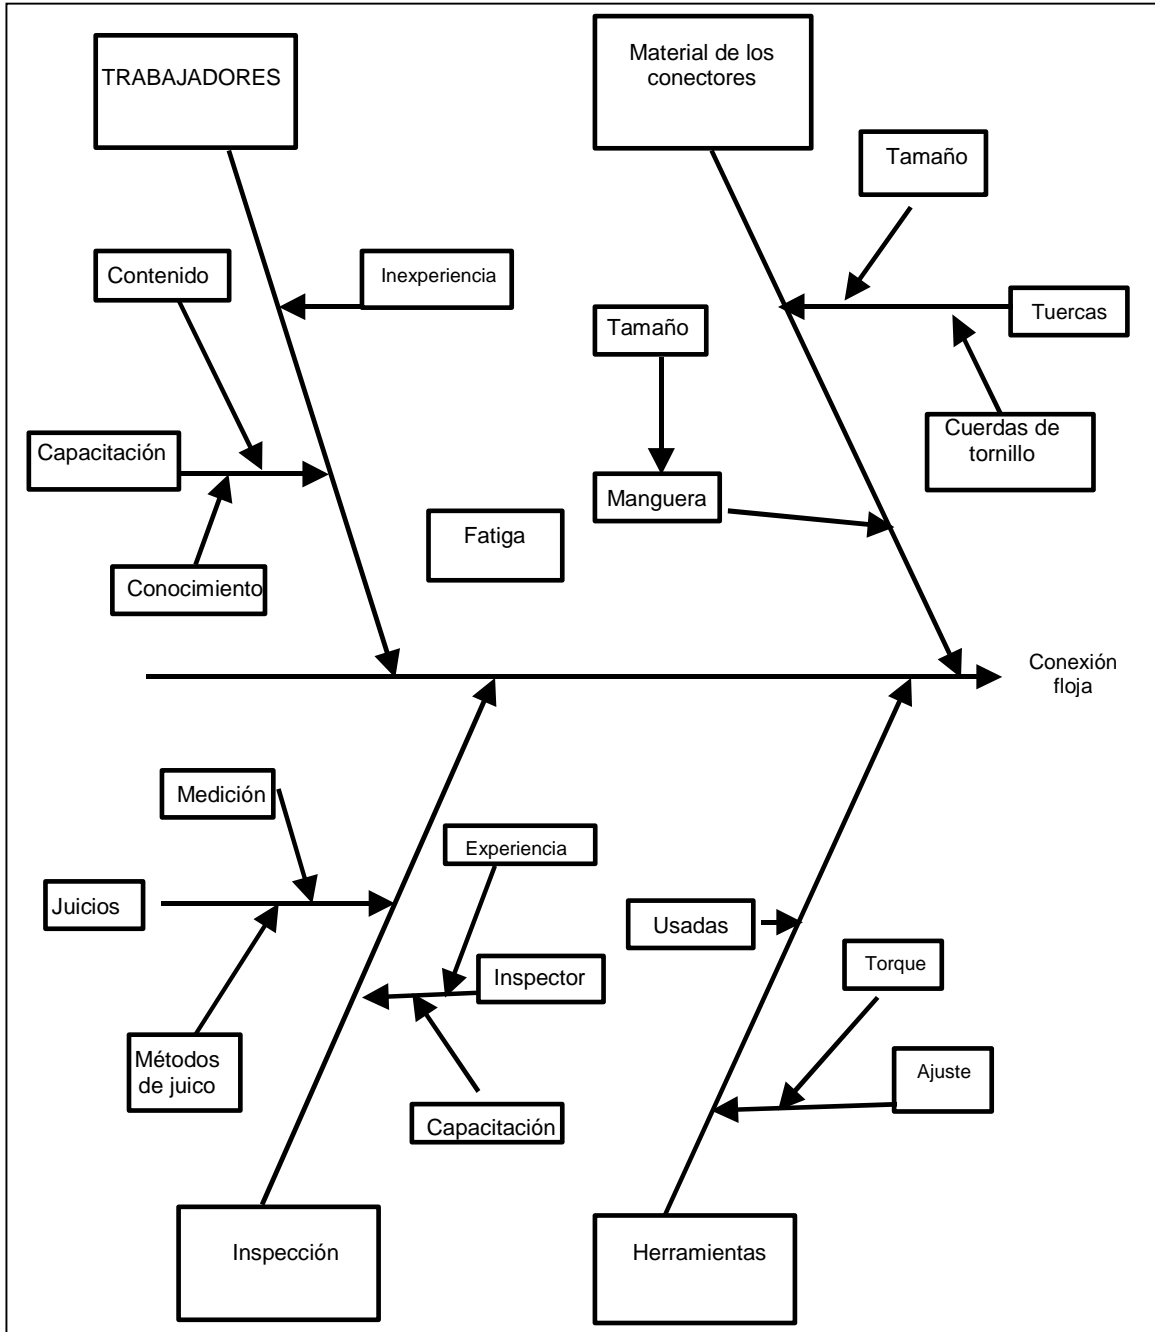 TRABAJADORES
Material de los
conectores
Tamaño
Contenido
Inexperiencia
Tuercas
Tamaño
Cuerdas de
tornillo
Capacitación
Manguera
Fatiga
Conocimiento
Conexión
floja
Medición
Experiencia
Juicios
Usadas
Torque
Inspector
Métodos
de juico
Ajuste
Capacitación
Inspección
Herramientas